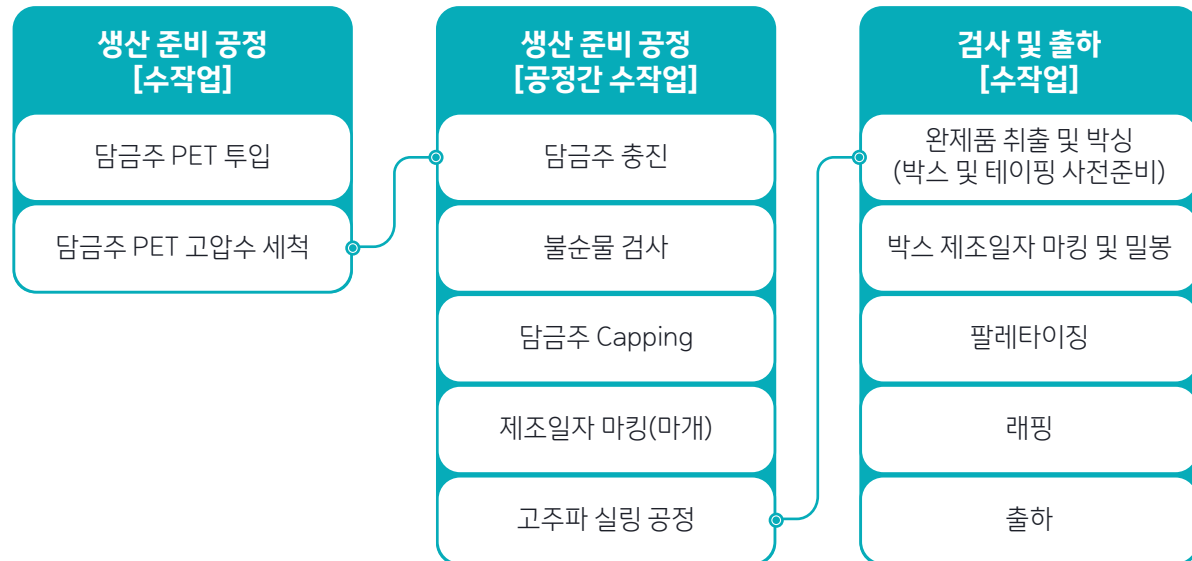 생산 준비 공정
[수작업]
담금주 PET 투입
담금주 PET 고압수 세척
생산 준비 공정
[공정간 수작업]
담금주 충진
불순물 검사
담금주 Capping
제조일자 마킹(마개)
고주파 실링 공정
검사 및 출하
[수작업]
완제품 취출 및 박싱
(박스 및 테이핑 사전준비)
박스 제조일자 마킹 및 밀봉
팔레타이징
래핑
출하